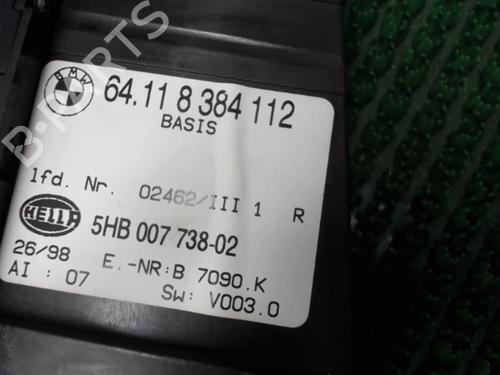 BMW
64.11 8 384 112
BASIS
lfd. Nr. 02462/III 1 R
HELLA
5HB 007 738-02
26/98 E.-NR:B 7090.K
AI : 07 SW: V003.0
B-PARTS